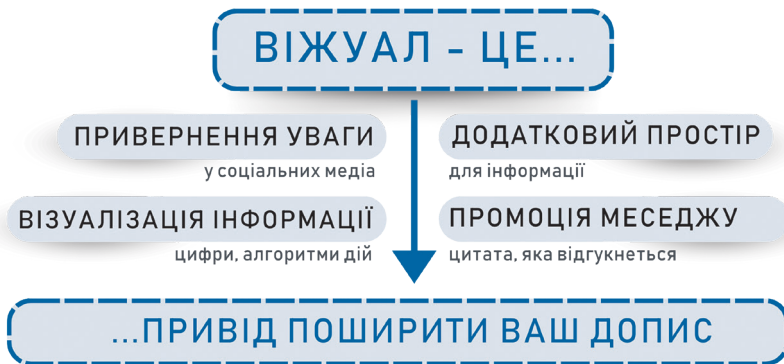 ВІЖУАЛ - ЦЕ...
ПРИВЕРНЕННЯ УВАГИ
у соціальних медіа
ДОДАТКОВИЙ ПРОСТІР
для інформації
ВІЗУАЛІЗАЦІЯ ІНФОРМАЦІЇ
цифри, алгоритми дій
ПРОМОЦІЯ МЕСЕДЖУ
цитата, яка відгукнеться
...ПРИВІД ПОШИРИТИ ВАШ ДОПИС